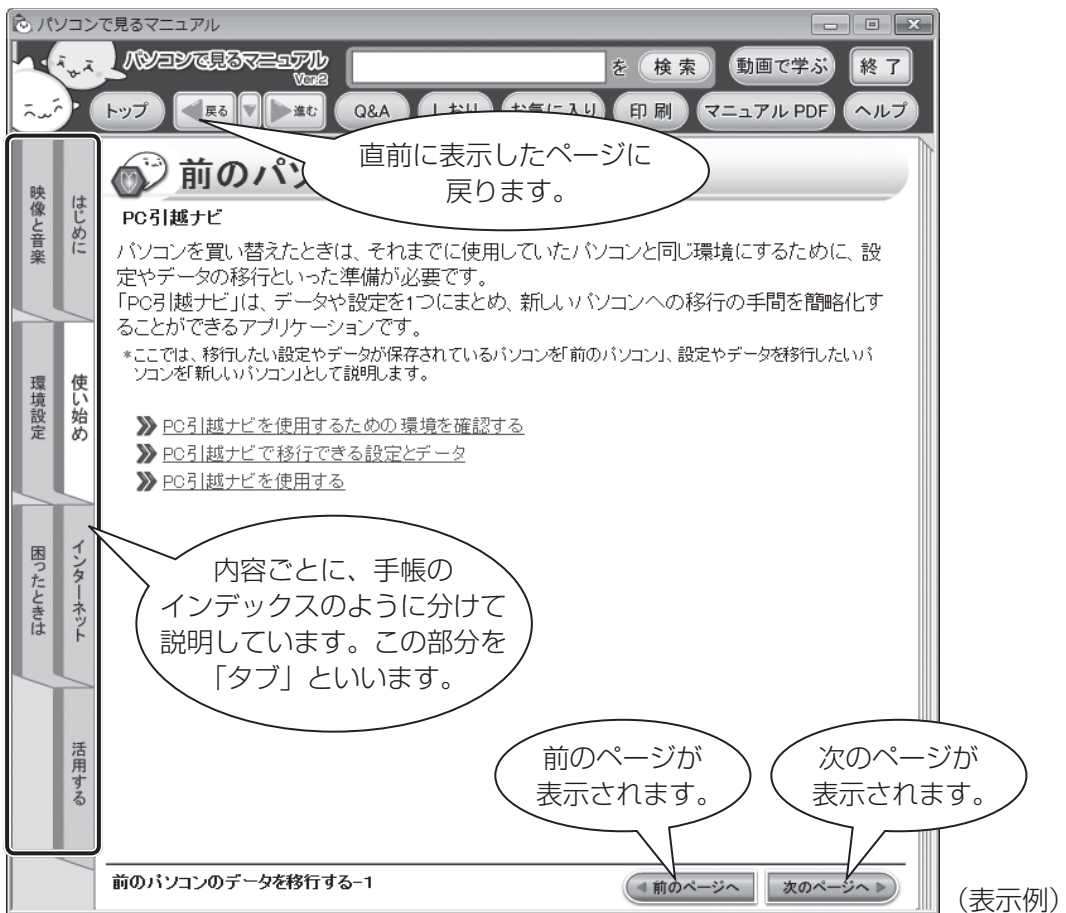 パソコンで見るマニュアル
パソコンで見るマニュアル
Ver.2
を 検索 動画で学ぶ 終了
トップ 戻る 進む Q&A しおり お気に入り 印刷 マニュアルPDF ヘルプ
直前に表示したページに
戻ります。
前のパソ
PC引越ナビ
パソコンを買い替えたときは、それまでに使用していたパソコンと同じ環境にするために、設
定やデータの移行といった準備が必要です。
「PC引越ナビ」は、データや設定を1つにまとめ、新しいパソコンへの移行の手間を簡略化す
ることができるアプリケーションです。
*ここでは、移行したい設定やデータが保存されているパソコンを「前のパソコン」、設定やデータを移行したいパ
ソコンを「新しいパソコン」として説明します。
PC引越ナビを使用するための環境を確認する
PC引越ナビで移行できる設定とデータ
PC引越ナビを使用する
はじめに
映像と音楽
使い始め
環境設定
インターネット
困ったときは
活用する
内容ごとに、手帳の
インデックスのように分けて
説明しています。この部分を
「タブ」といいます。
前のページが
表示されます。
次のページが
表示されます。
前のパソコンのデータを移行する-1
前のページへ 次のページへ
（表示例）